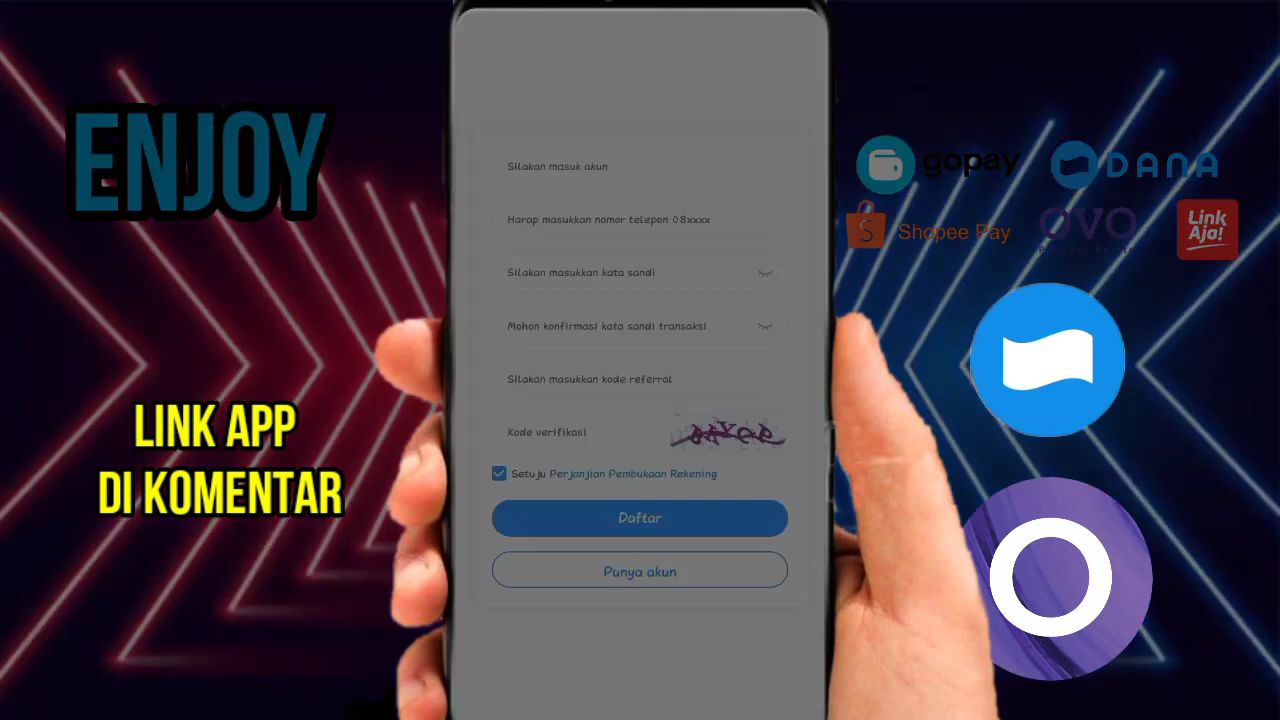 ENJOY
LINK APP
DI KOMENTAR
Silakan masuk akun
Harap masukkan nomor telepon 08xxxx
Silakan masukkan kata sandi
Mohon konfirmasi kata sandi transaksi
Silakan masukkan kode referral
Kode verifikasi
Setuju Perjanjian Pembukaan Rekening
Daftar
Punya akun
gopay
DANA
S Shopee Pay
OVO
Link
Aja!